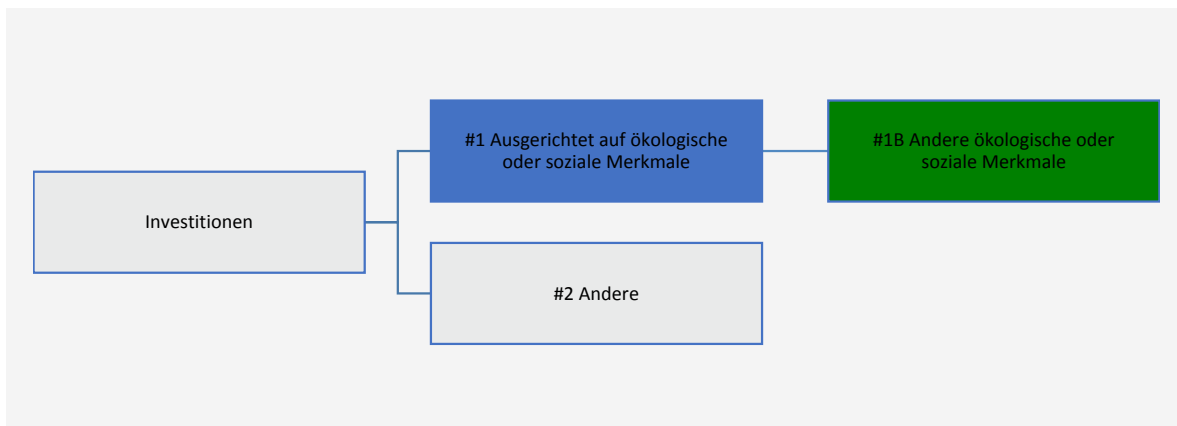 #1 Ausgerichtet auf ökologische
oder soziale Merkmale
#1B Andere ökologische oder
soziale Merkmale
Investitionen
#2 Andere